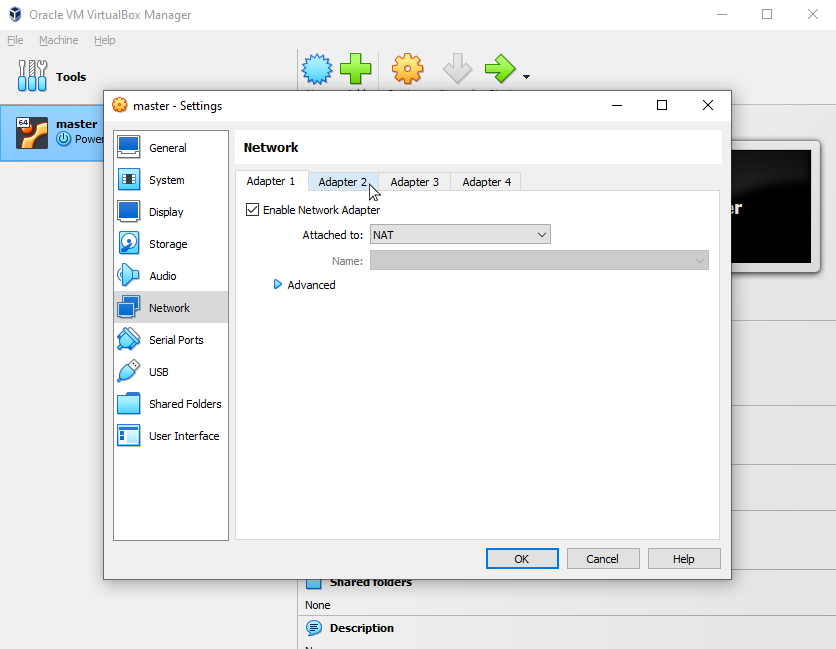 Oracle VM VirtualBox Manager
File Machine Help
Tools
64
master
Power
master - Settings
General
System
Display
Storage
Audio
Network
Serial Ports
USB
Shared Folders
User Interface
Network
Adapter 1 Adapter 2 Adapter 3 Adapter 4
Enable Network Adapter
Attached to: NAT
Name:
Advanced
OK Cancel Help
er
Shared folders
None
Description